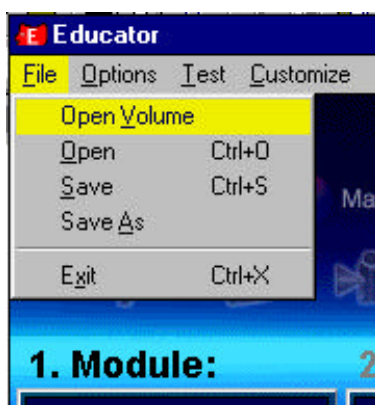 E Educator
File Options Test Customize
Open Volume
Open Ctrl+O
Save Ctrl+S
Save As
Exit Ctrl+X
Ma
1. Module: 2